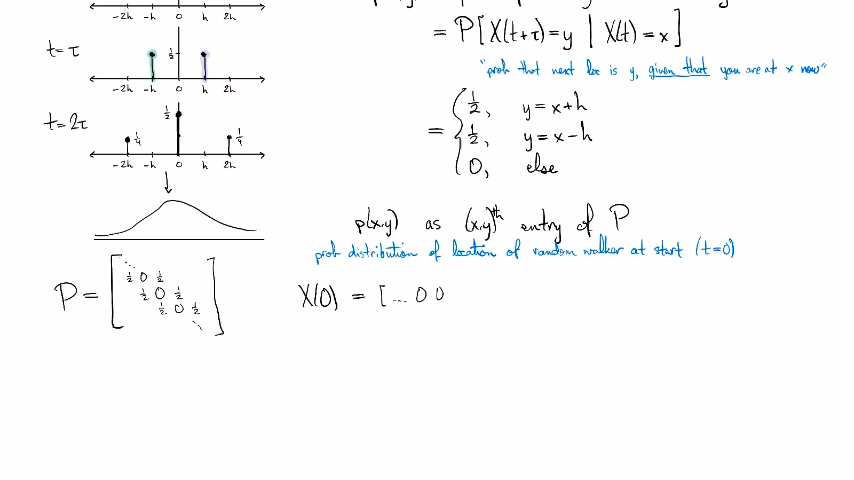 -2h -h 0 h 2h
= P[X(t+τ)=y | X(t)=x]
t=τ
1/2
-2h -h 0 h 2h
"prob that next loc is y, given that you are at x now"
t=2τ
1/2
1/4 1/4
-2h -h 0 h 2h
= { 1/2, y=x+h
1/2, y=x-h
0, else
p(x,y) as (x,y)th entry of P
prob distribution of location of random walker at start (t=0)
P = [ ⋱
1/2 0 1/2
1/2 0 1/2
1/2 0 1/2
⋱ ]
X(0) = [ ... 0 0